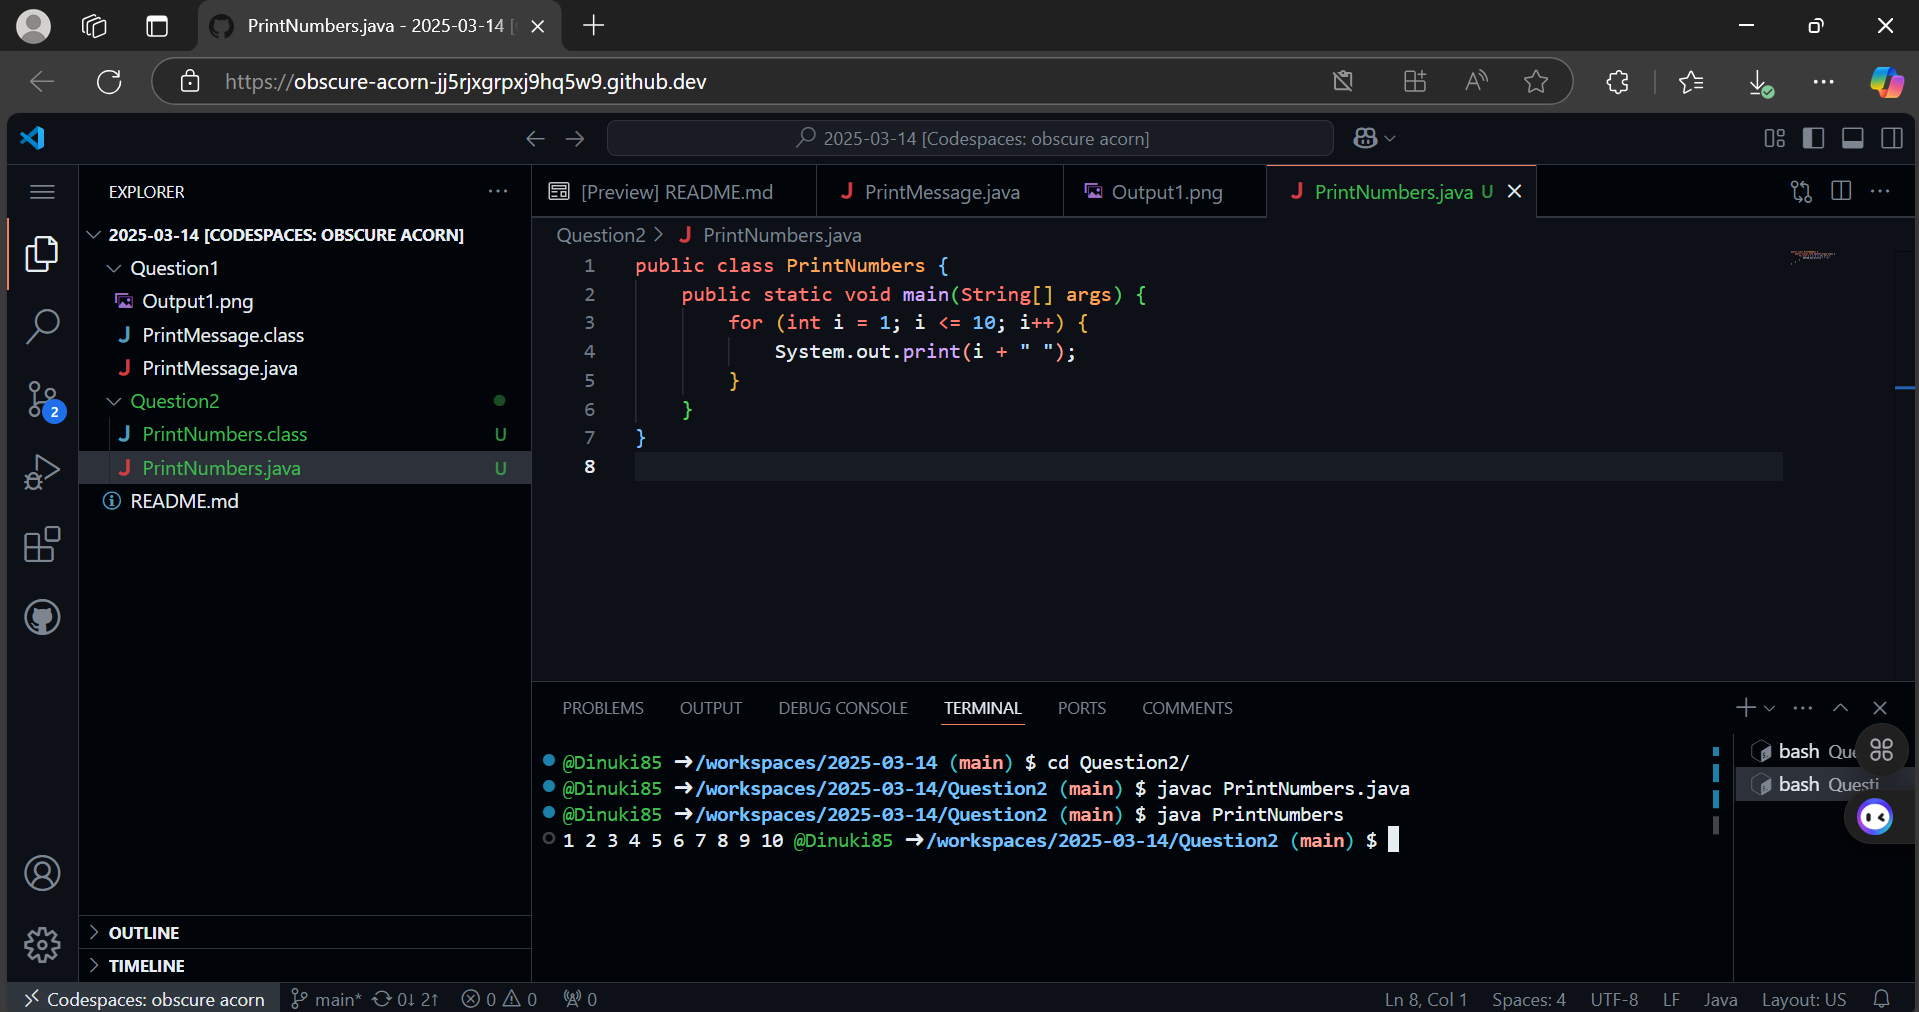 PrintNumbers.java - 2025-03-14 [
https://obscure-acorn-jj5rjxgrpxj9hq5w9.github.dev
2025-03-14 [Codespaces: obscure acorn]
EXPLORER
2025-03-14 [CODESPACES: OBSCURE ACORN]
Question1
Output1.png
PrintMessage.class
PrintMessage.java
Question2
PrintNumbers.class U
PrintNumbers.java U
README.md
2
OUTLINE
TIMELINE
[Preview] README.md
PrintMessage.java
Output1.png
PrintNumbers.java U
Question2 > PrintNumbers.java
1 public class PrintNumbers {
2 public static void main(String[] args) {
3 for (int i = 1; i <= 10; i++) {
4 System.out.print(i + " ");
5 }
6 }
7 }
8
PROBLEMS OUTPUT DEBUG CONSOLE TERMINAL PORTS COMMENTS
@Dinuki85 ➜/workspaces/2025-03-14 (main) $ cd Question2/
@Dinuki85 ➜/workspaces/2025-03-14/Question2 (main) $ javac PrintNumbers.java
@Dinuki85 ➜/workspaces/2025-03-14/Question2 (main) $ java PrintNumbers
1 2 3 4 5 6 7 8 9 10 @Dinuki85 ➜/workspaces/2025-03-14/Question2 (main) $
bash Que
bash Questi
Codespaces: obscure acorn main* 0↓ 2↑ 0 0 0
Ln 8, Col 1 Spaces: 4 UTF-8 LF Java Layout: US